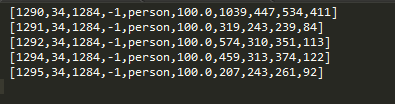 [1290,34,1284,-1,person,100.0,1039,447,534,411]
[1291,34,1284,-1,person,100.0,319,243,239,84]
[1292,34,1284,-1,person,100.0,574,310,351,113]
[1294,34,1284,-1,person,100.0,459,313,374,122]
[1295,34,1284,-1,person,100.0,207,243,261,92]